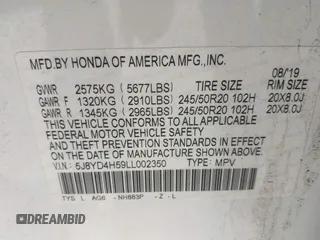 MFD.BY HONDA OF AMERICA MFG.,INC.
08/19
GVWR 2575KG (5677LBS) TIRE SIZE RIM SIZE
GAWR F 1320KG (2910LBS) 245/50R20 102H 20X8.0J
GAWR R 1345KG (2965LBS) 245/50R20 102H 20X8.0J
THIS VEHICLE CONFORMS TO ALL APPLICABLE
FEDERAL MOTOR VEHICLE SAFETY AND
THEFT PREVENTION STANDARDS IN EFFECT ON THE
DATE OF MANUFACTURE SHOWN ABOVE.
V.I.N.: 5J8YD4H59LL002350 TYPE: MPV
TYS L AG6 -NH883P -Z -L
DEALERSHIP